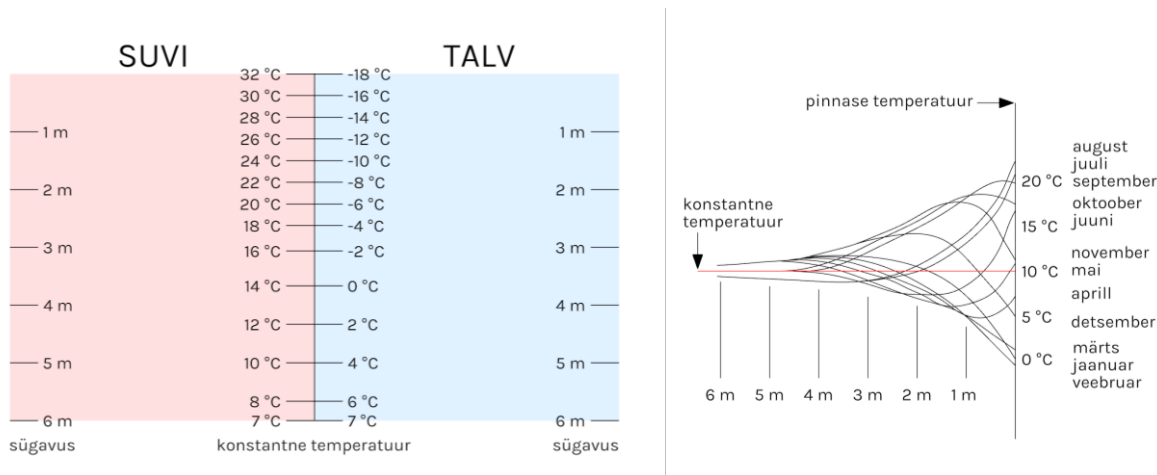 SUVI
TALV
32 °C -18 °C
30 °C -16 °C
28 °C -14 °C
1 m 26 °C -12 °C 1 m
24 °C -10 °C
2 m 22 °C -8 °C 2 m
20 °C -6 °C
18 °C -4 °C
3 m 16 °C -2 °C 3 m
14 °C 0 °C
4 m 12 °C 2 °C 4 m
5 m 10 °C 4 °C 5 m
8 °C 6 °C
6 m 7 °C 7 °C 6 m
sügavus konstantne temperatuur sügavus
pinnase temperatuur
konstantne
temperatuur
august
juuli
20 °C september
oktoober
15 °C juuni
november
10 °C mai
aprill
5 °C detsember
märts
0 °C jaanuar
veebruar
6 m 5 m 4 m 3 m 2 m 1 m